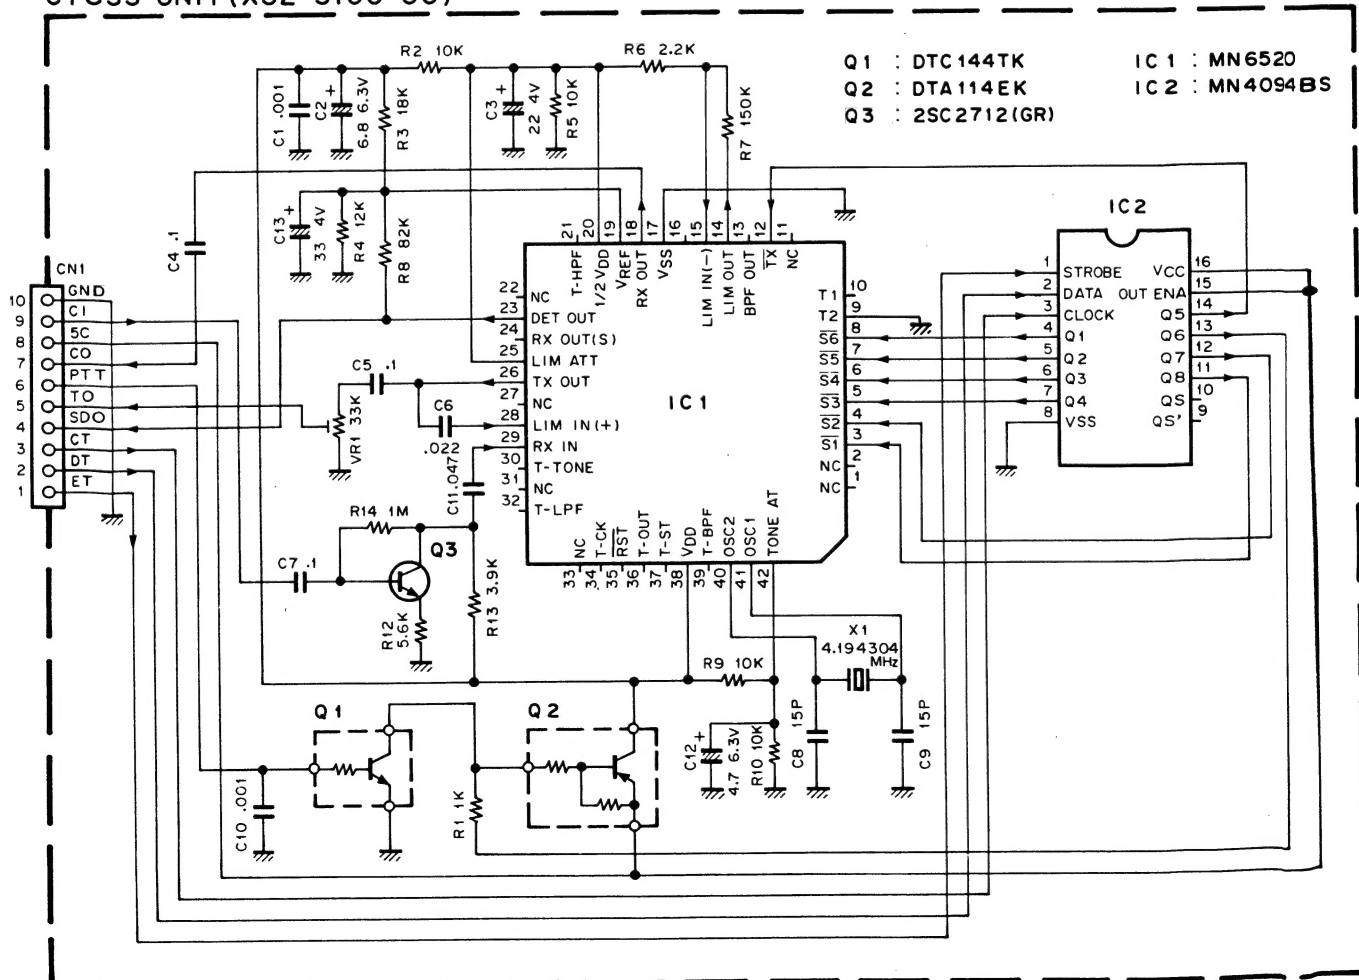 R2 10K
R6 2.2K
Q1 : DTC144TK
IC1 : MN6520
Q2 : DTA114EK
IC2 : MN4094BS
Q3 : 2SC2712(GR)
C1 .001
C2 + 6.8 6.3V
R3 18K
C3 + 22 4V
R5 10K
R7 150K
C4 .1
C13 + 33 4V
R4 12K
R8 82K
IC2
CN1
10 GND
9 CI
8 5C
7 CO
6 PTT
5 TO
4 SDO
3 CT
2 DT
1 ET
21 T-HPF
20 1/2 VDD
19 VREF
18 RX OUT
17 VSS
16
15 LIM IN(-)
14 LIM OUT
13 BPF OUT
12 TX
11 NC
22 NC
23 DET OUT
24 RX OUT(S)
25 LIM ATT
26 TX OUT
27 NC
28 LIM IN(+)
29 RX IN
30 T-TONE
31 NC
32 T-LPF
IC1
T1 10
T2 9
S6 8
S5 7
S4 6
S3 5
S2 4
S1 3
NC 2
NC 1
33 NC
34 T-CK
35 RST
36 T-OUT
37 T-ST
38 VDD
39 T-BPF
40 OSC2
41 OSC1
42 TONE AT
1 STROBE
2 DATA
3 CLOCK
4 Q1
5 Q2
6 Q3
7 Q4
8 VSS
VCC 16
OUT ENA 15
Q5 14
Q6 13
Q7 12
Q8 11
QS 10
QS' 9
C5 .1
C6 .022
VR1 33K
C11 .047
R14 1M
Q3
C7 .1
R12 5.6K
R13 3.9K
X1
4.194304
MHz
R9 10K
Q1
Q2
C10 .001
R1 1K
C12 + 4.7 6.3V
R10 10K
C8 15P
C9 15P